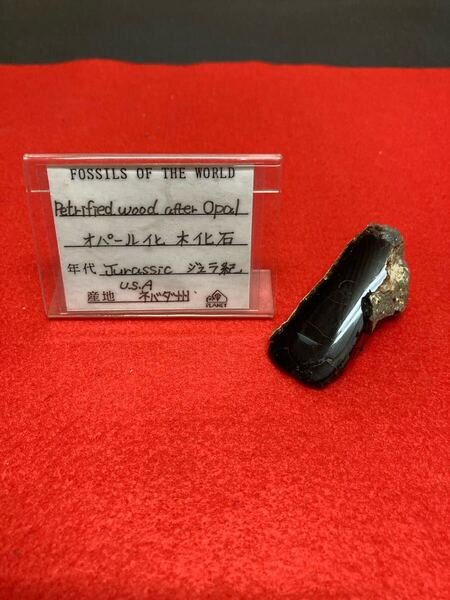 FOSSILS OF THE WORLD
Petrified wood after Opal
オパール化木化石
年代 Jurassic ジュラ紀
U.S.A
産地 ネバダ州
PLANET